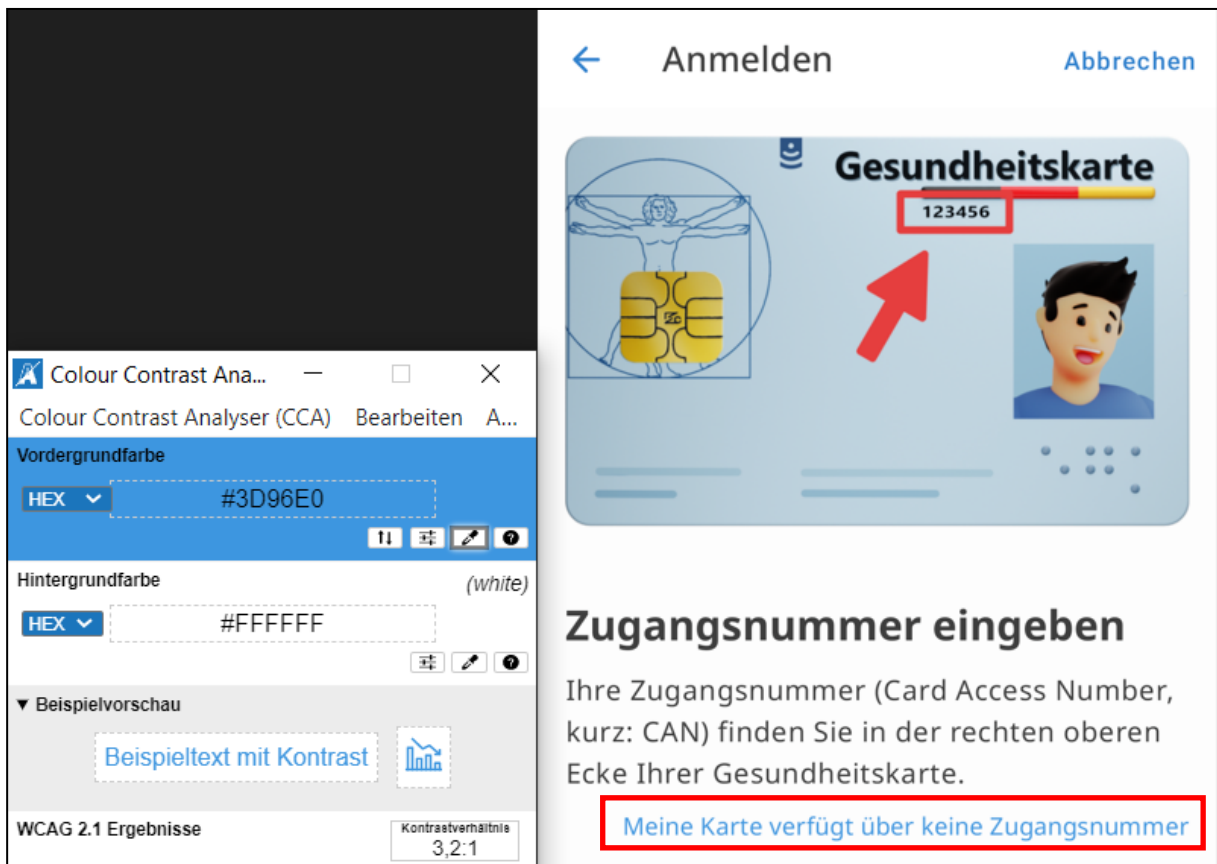 Anmelden
Abbrechen
Gesundheitskarte
123456
Colour Contrast Ana...
Colour Contrast Analyser (CCA) Bearbeiten A...
Vordergrundfarbe
HEX #3D96E0
Hintergrundfarbe (white)
HEX #FFFFFF
▼ Beispielvorschau
Beispieltext mit Kontrast
WCAG 2.1 Ergebnisse
Kontrastverhältnis
3,2:1
Zugangsnummer eingeben
Ihre Zugangsnummer (Card Access Number,
kurz: CAN) finden Sie in der rechten oberen
Ecke Ihrer Gesundheitskarte.
Meine Karte verfügt über keine Zugangsnummer